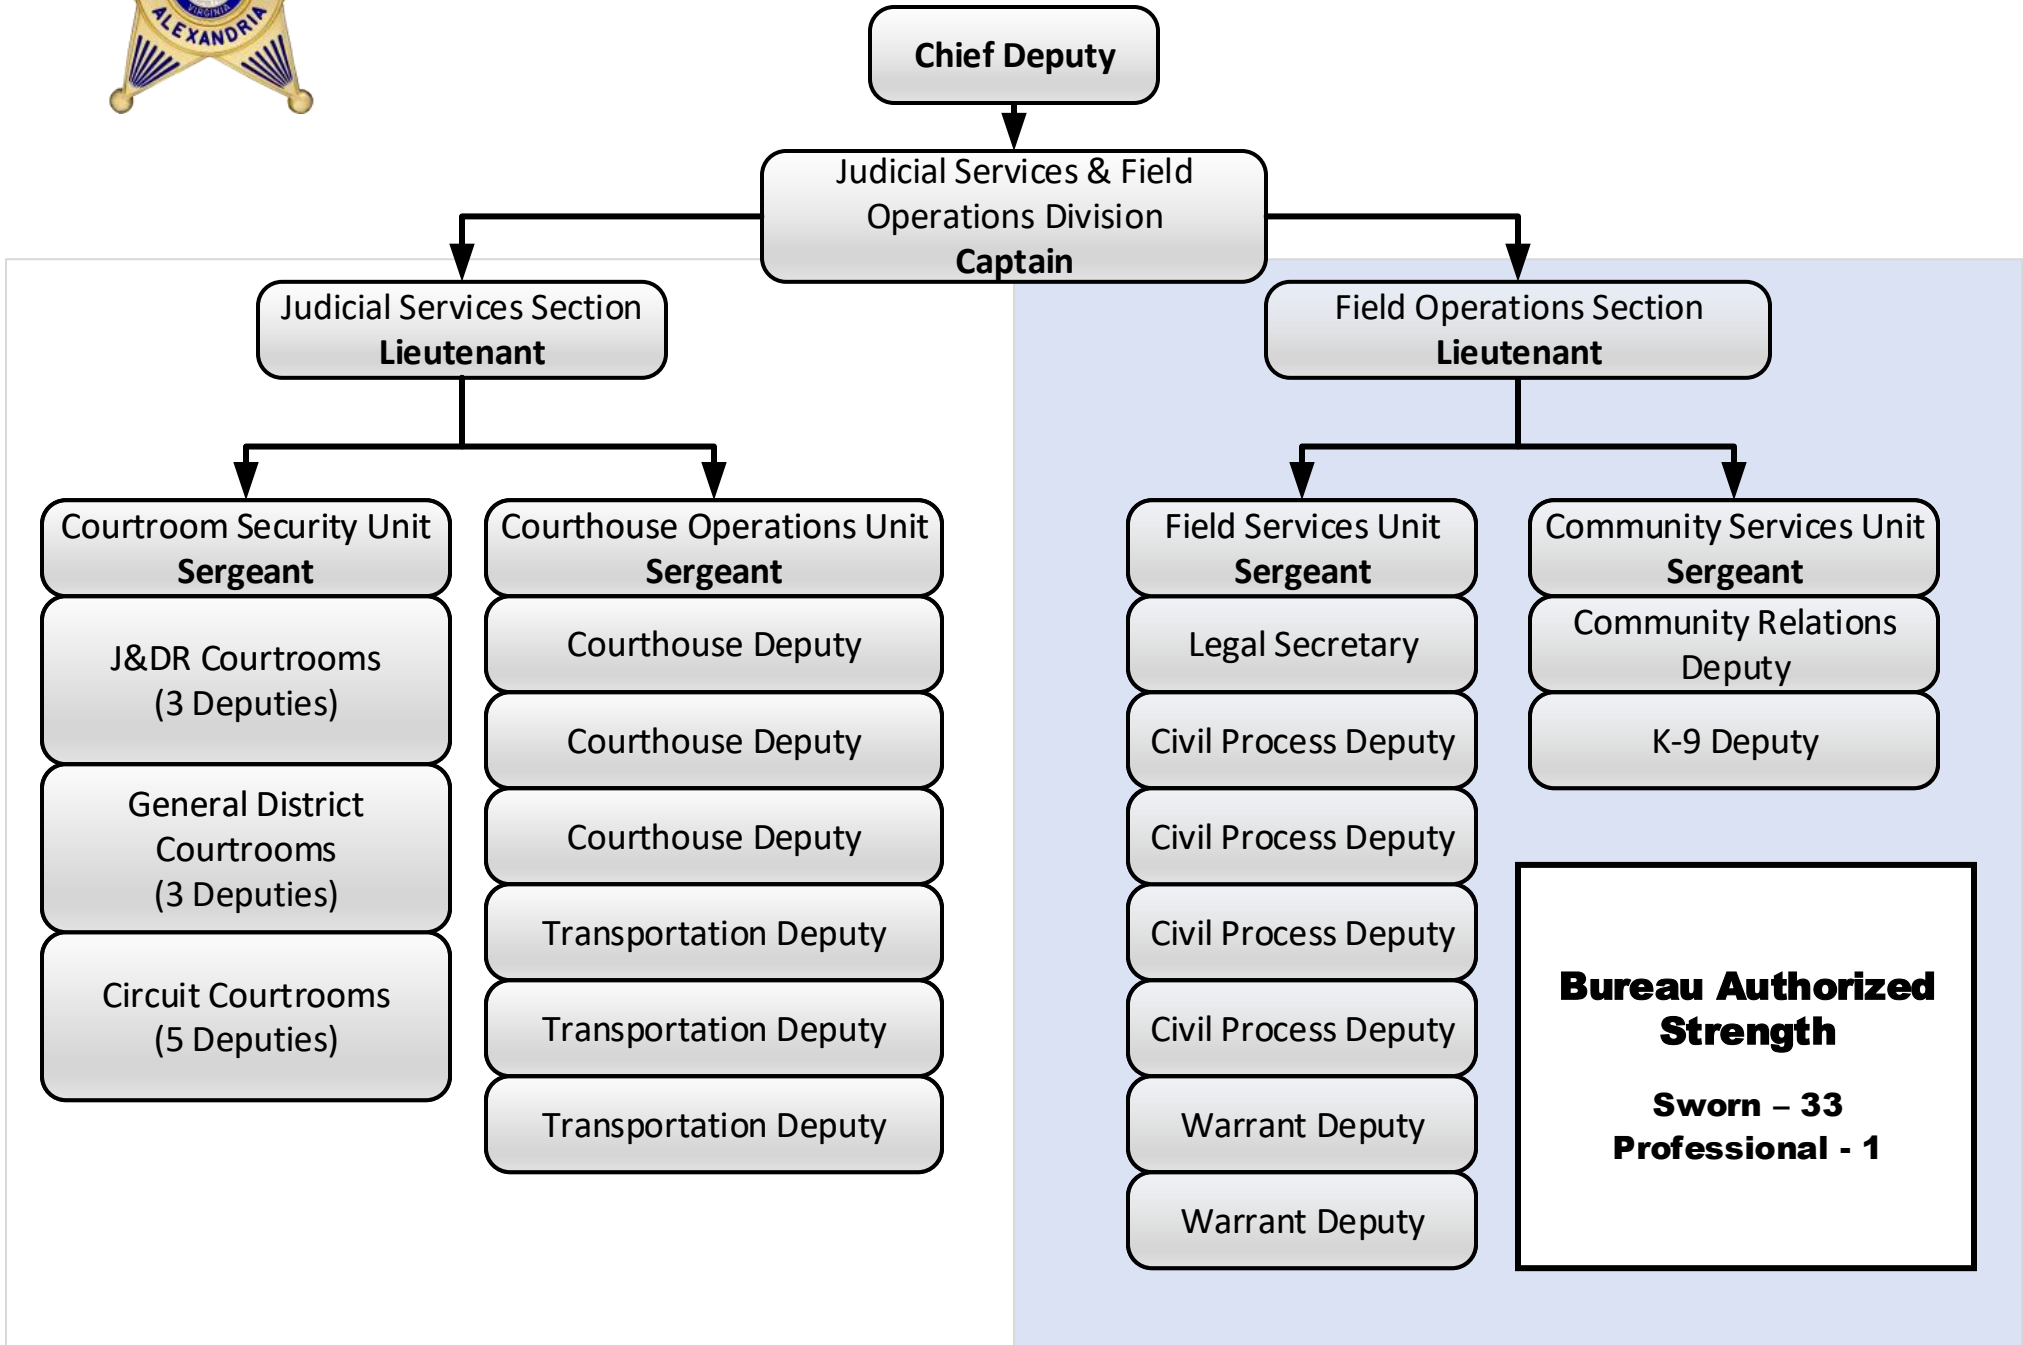 VIRGINIA
ALEXANDRIA
Chief Deputy
Judicial Services & Field
Operations Division
Captain
Judicial Services Section
Lieutenant
Field Operations Section
Lieutenant
Courtroom Security Unit
Sergeant
J&DR Courtrooms
(3 Deputies)
General District
Courtrooms
(3 Deputies)
Circuit Courtrooms
(5 Deputies)
Courthouse Operations Unit
Sergeant
Courthouse Deputy
Courthouse Deputy
Courthouse Deputy
Transportation Deputy
Transportation Deputy
Transportation Deputy
Field Services Unit
Sergeant
Legal Secretary
Civil Process Deputy
Civil Process Deputy
Civil Process Deputy
Civil Process Deputy
Warrant Deputy
Warrant Deputy
Community Services Unit
Sergeant
Community Relations
Deputy
K-9 Deputy
Bureau Authorized
Strength
Sworn – 33
Professional - 1